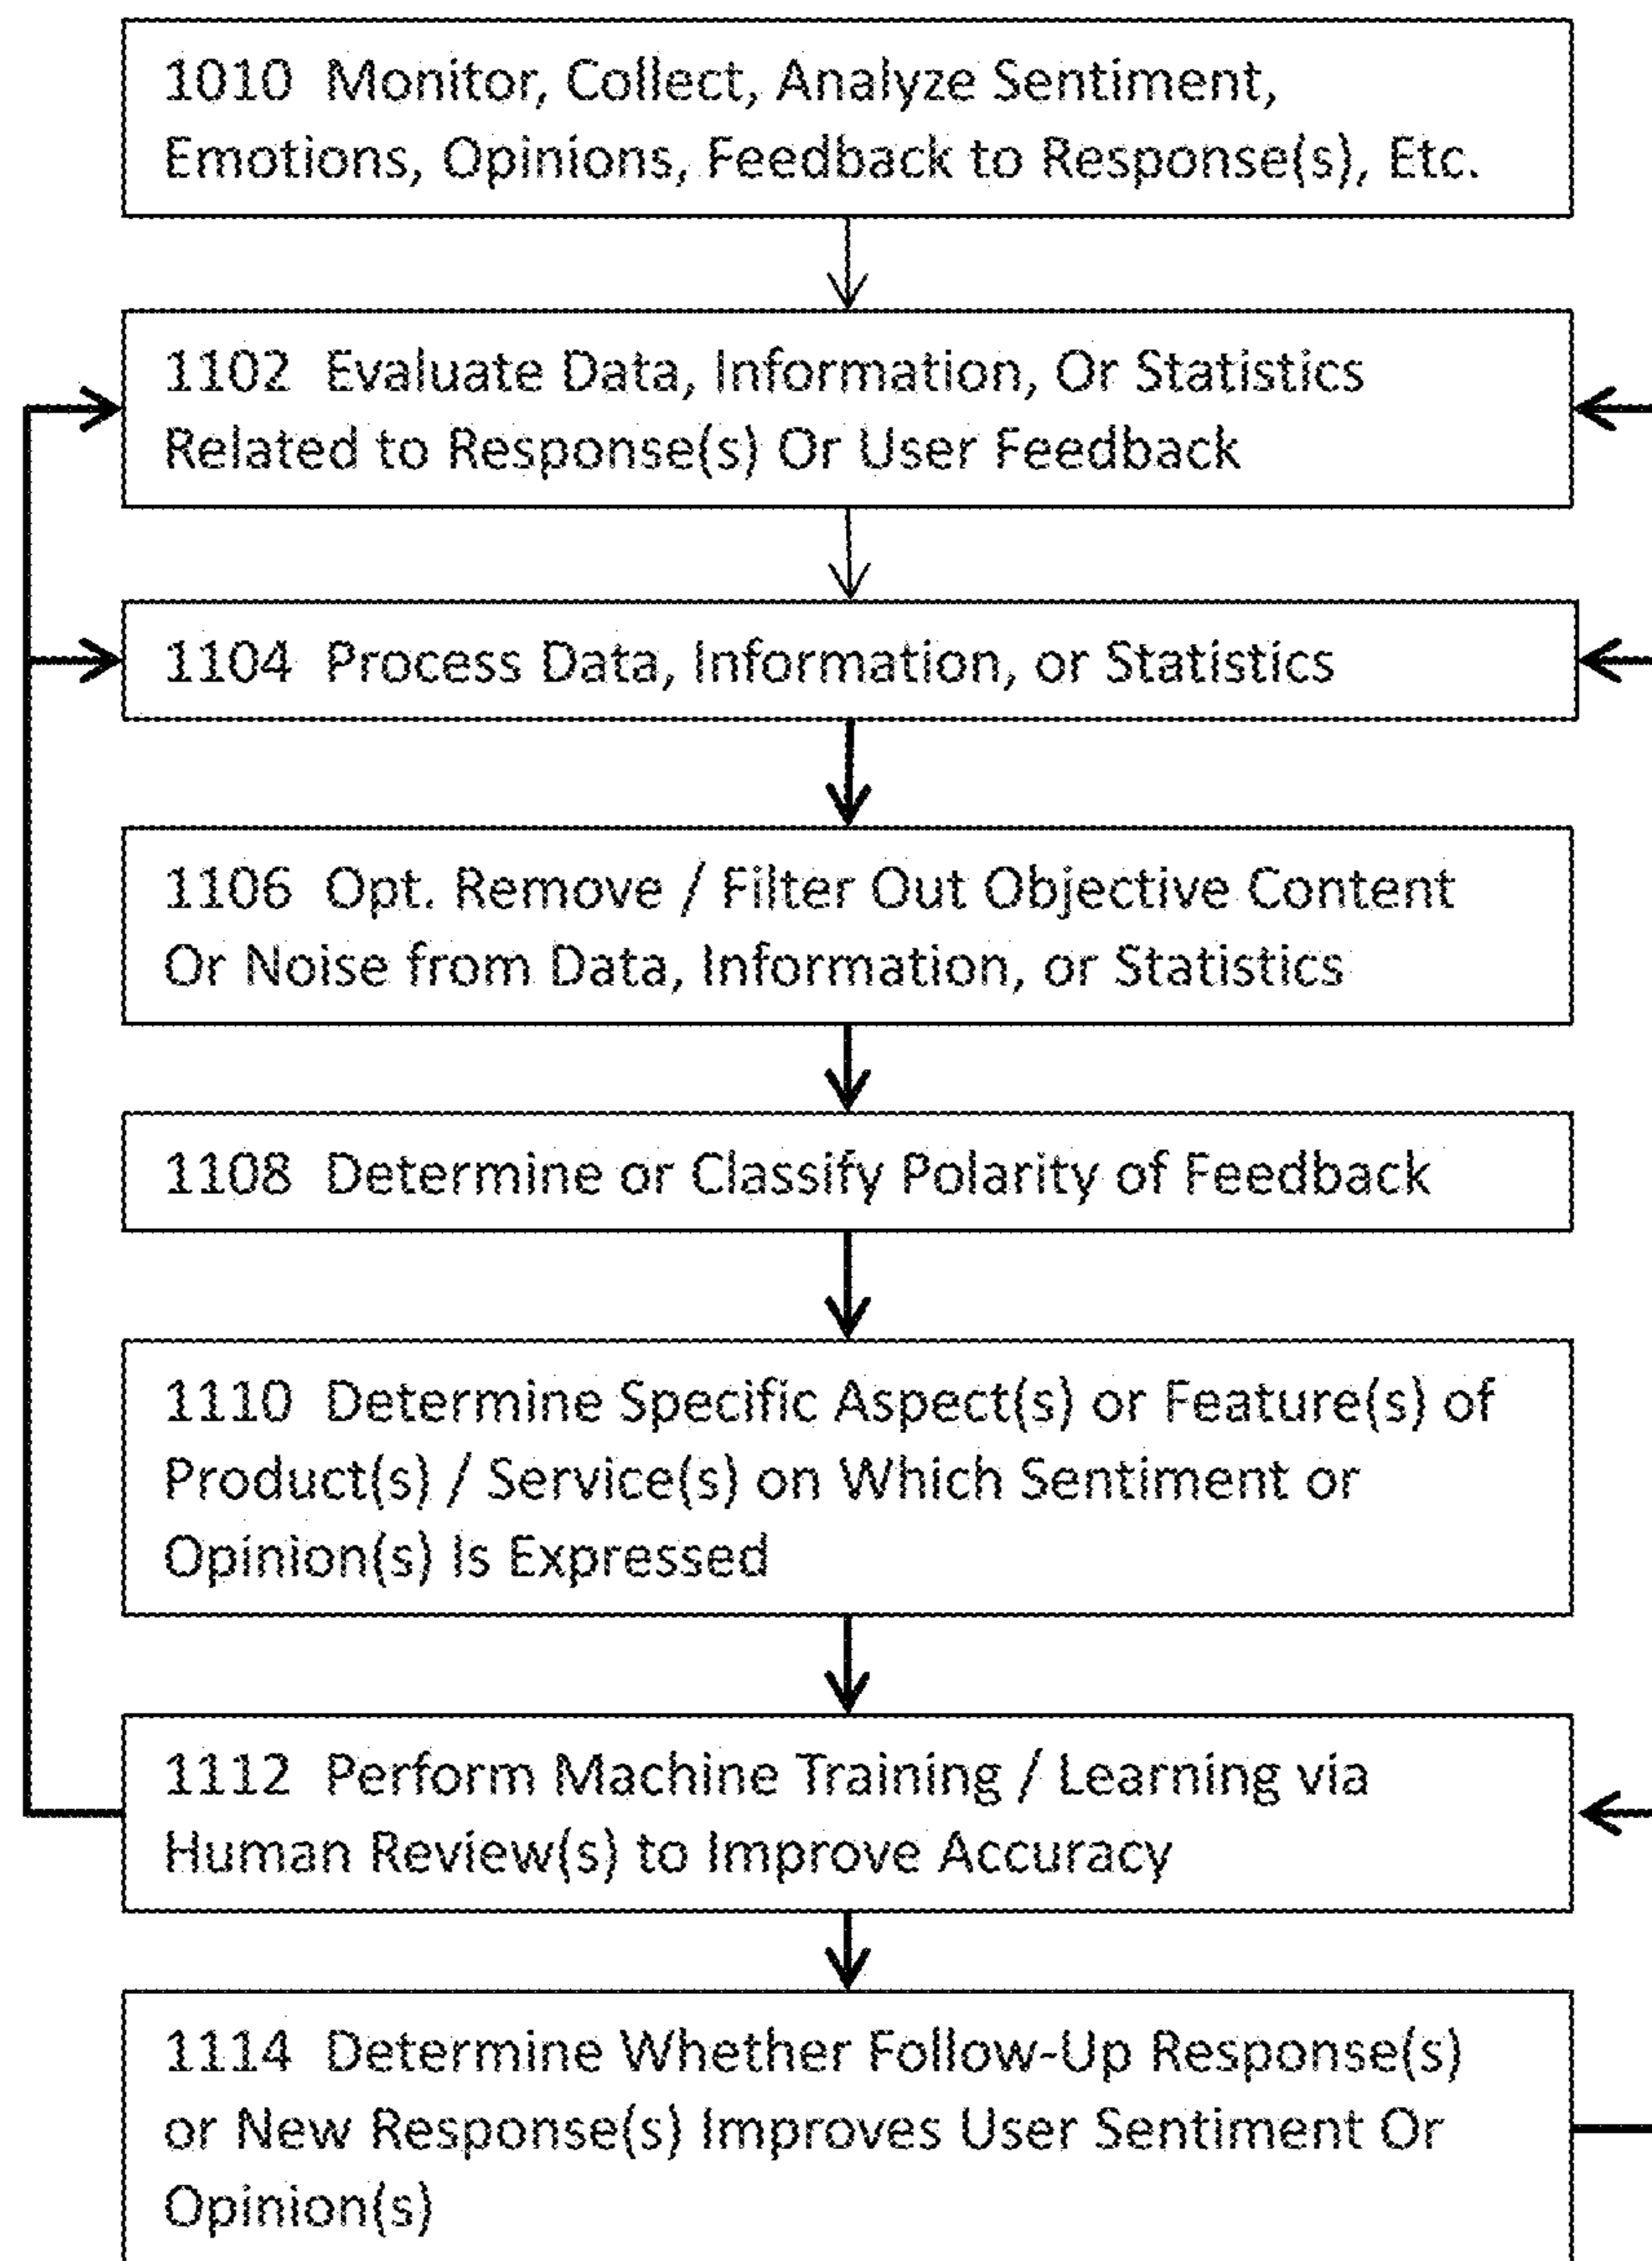 1010 Monitor, Collect, Analyze Sentiment,
Emotions, Opinions, Feedback to Response(s), Etc.
1102 Evaluate Data, Information, Or Statistics
Related to Response(s) Or User Feedback
1104 Process Data, Information, or Statistics
1106 Opt. Remove / Filter Out Objective Content
Or Noise from Data, Information, or Statistics
1108 Determine or Classify Polarity of Feedback
1110 Determine Specific Aspect(s) or Feature(s) of
Product(s) / Service(s) on Which Sentiment or
Opinion(s) Is Expressed
1112 Perform Machine Training / Learning via
Human Review(s) to Improve Accuracy
1114 Determine Whether Follow-Up Response(s)
or New Response(s) Improves User Sentiment Or
Opinion(s)